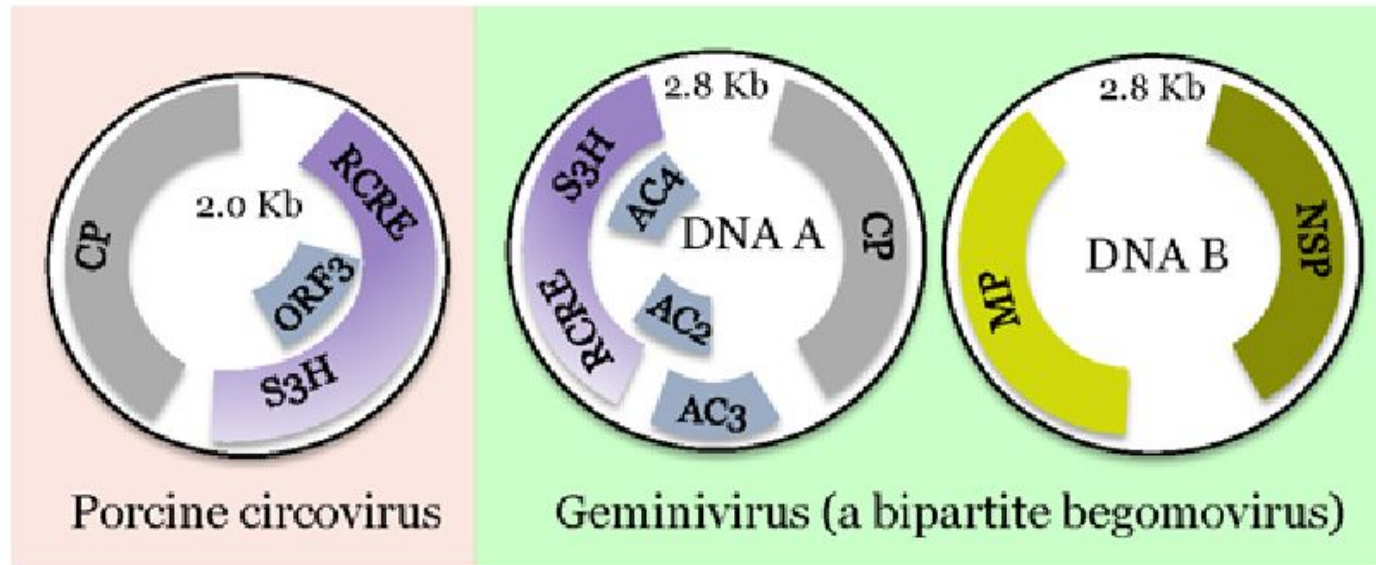 CP
2.0 Kb
RCRE
ORF3
S3H
Porcine circovirus
2.8 Kb
S3H
AC4
DNA A
CP
RCRE
AC2
AC3
2.8 Kb
MP
DNA B
NSP
Geminivirus (a bipartite begomovirus)